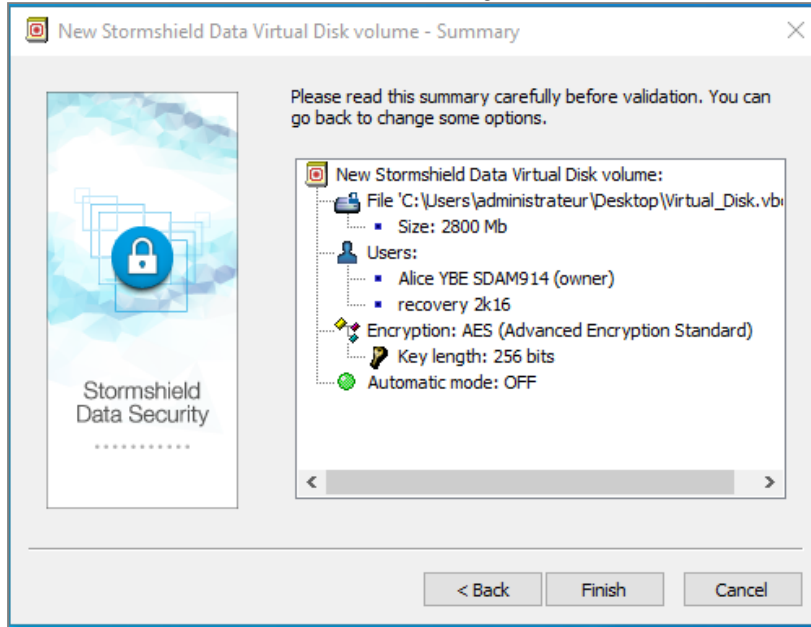 New Stormshield Data Virtual Disk volume - Summary
Please read this summary carefully before validation. You can
go back to change some options.
New Stormshield Data Virtual Disk volume:
File 'C:\Users\administrateur\Desktop\Virtual_Disk.vb
Size: 2800 Mb
Users:
Alice YBE SDAM914 (owner)
recovery 2k16
Encryption: AES (Advanced Encryption Standard)
Key length: 256 bits
Automatic mode: OFF
Stormshield
Data Security
< Back
Finish
Cancel